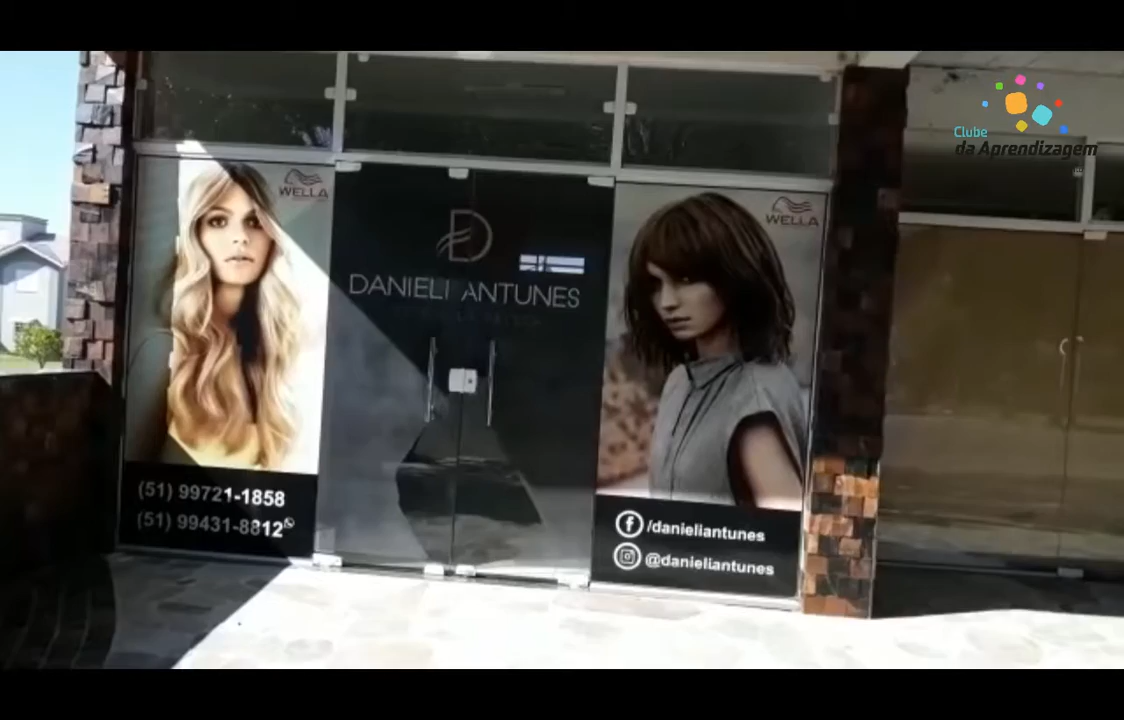 Clube
da Aprendizagem
WELLA
WELLA
DANIELI ANTUNES
(51) 99721-1858
(51) 99431-8812
/danieliantunes
@danieliantunes